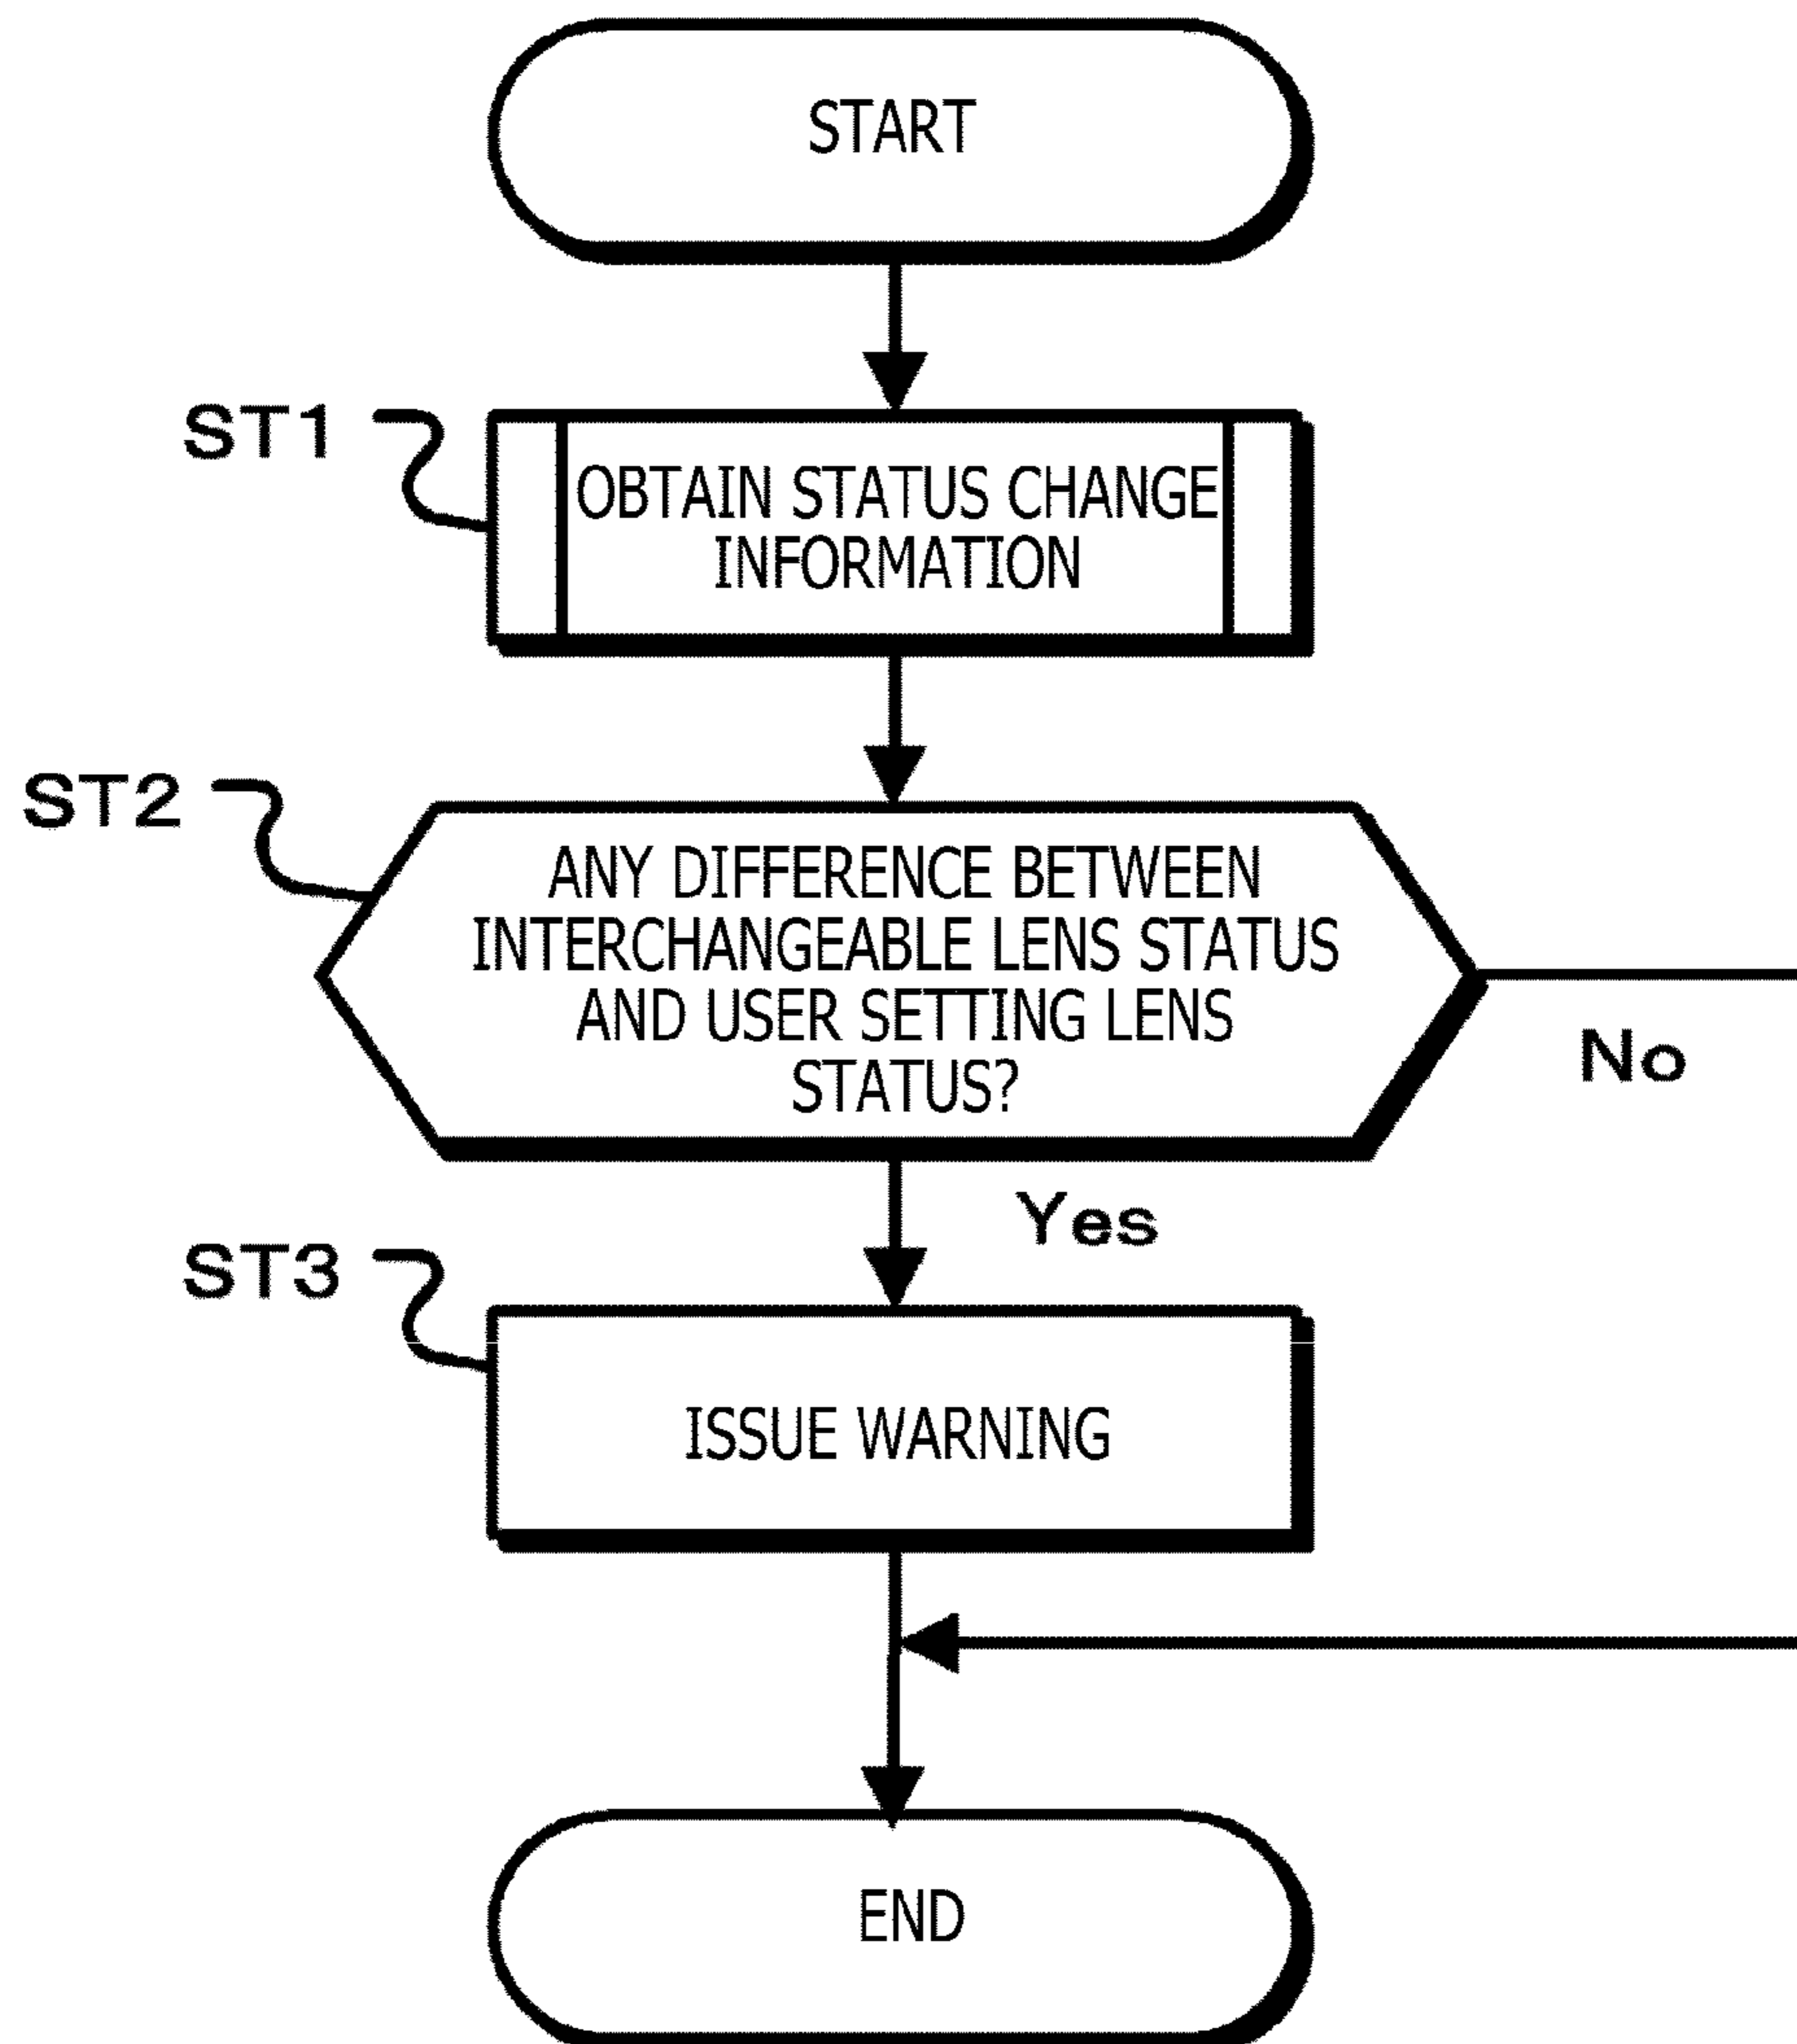 START
ST1
OBTAIN STATUS CHANGE
INFORMATION
ST2
ANY DIFFERENCE BETWEEN
INTERCHANGEABLE LENS STATUS
AND USER SETTING LENS
STATUS?
No
Yes
ST3
ISSUE WARNING
END